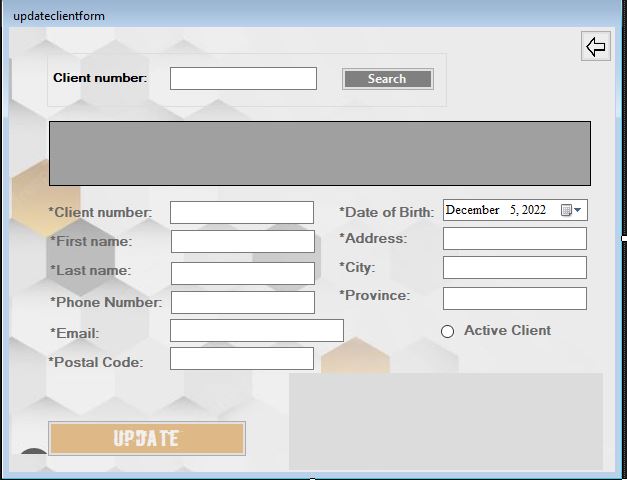 updateclientform
Client number:
Search
*Client number:
*Date of Birth: December 5, 2022
*First name:
*Address:
*Last name:
*City:
*Phone Number:
*Province:
*Email:
Active Client
*Postal Code:
UPDATE